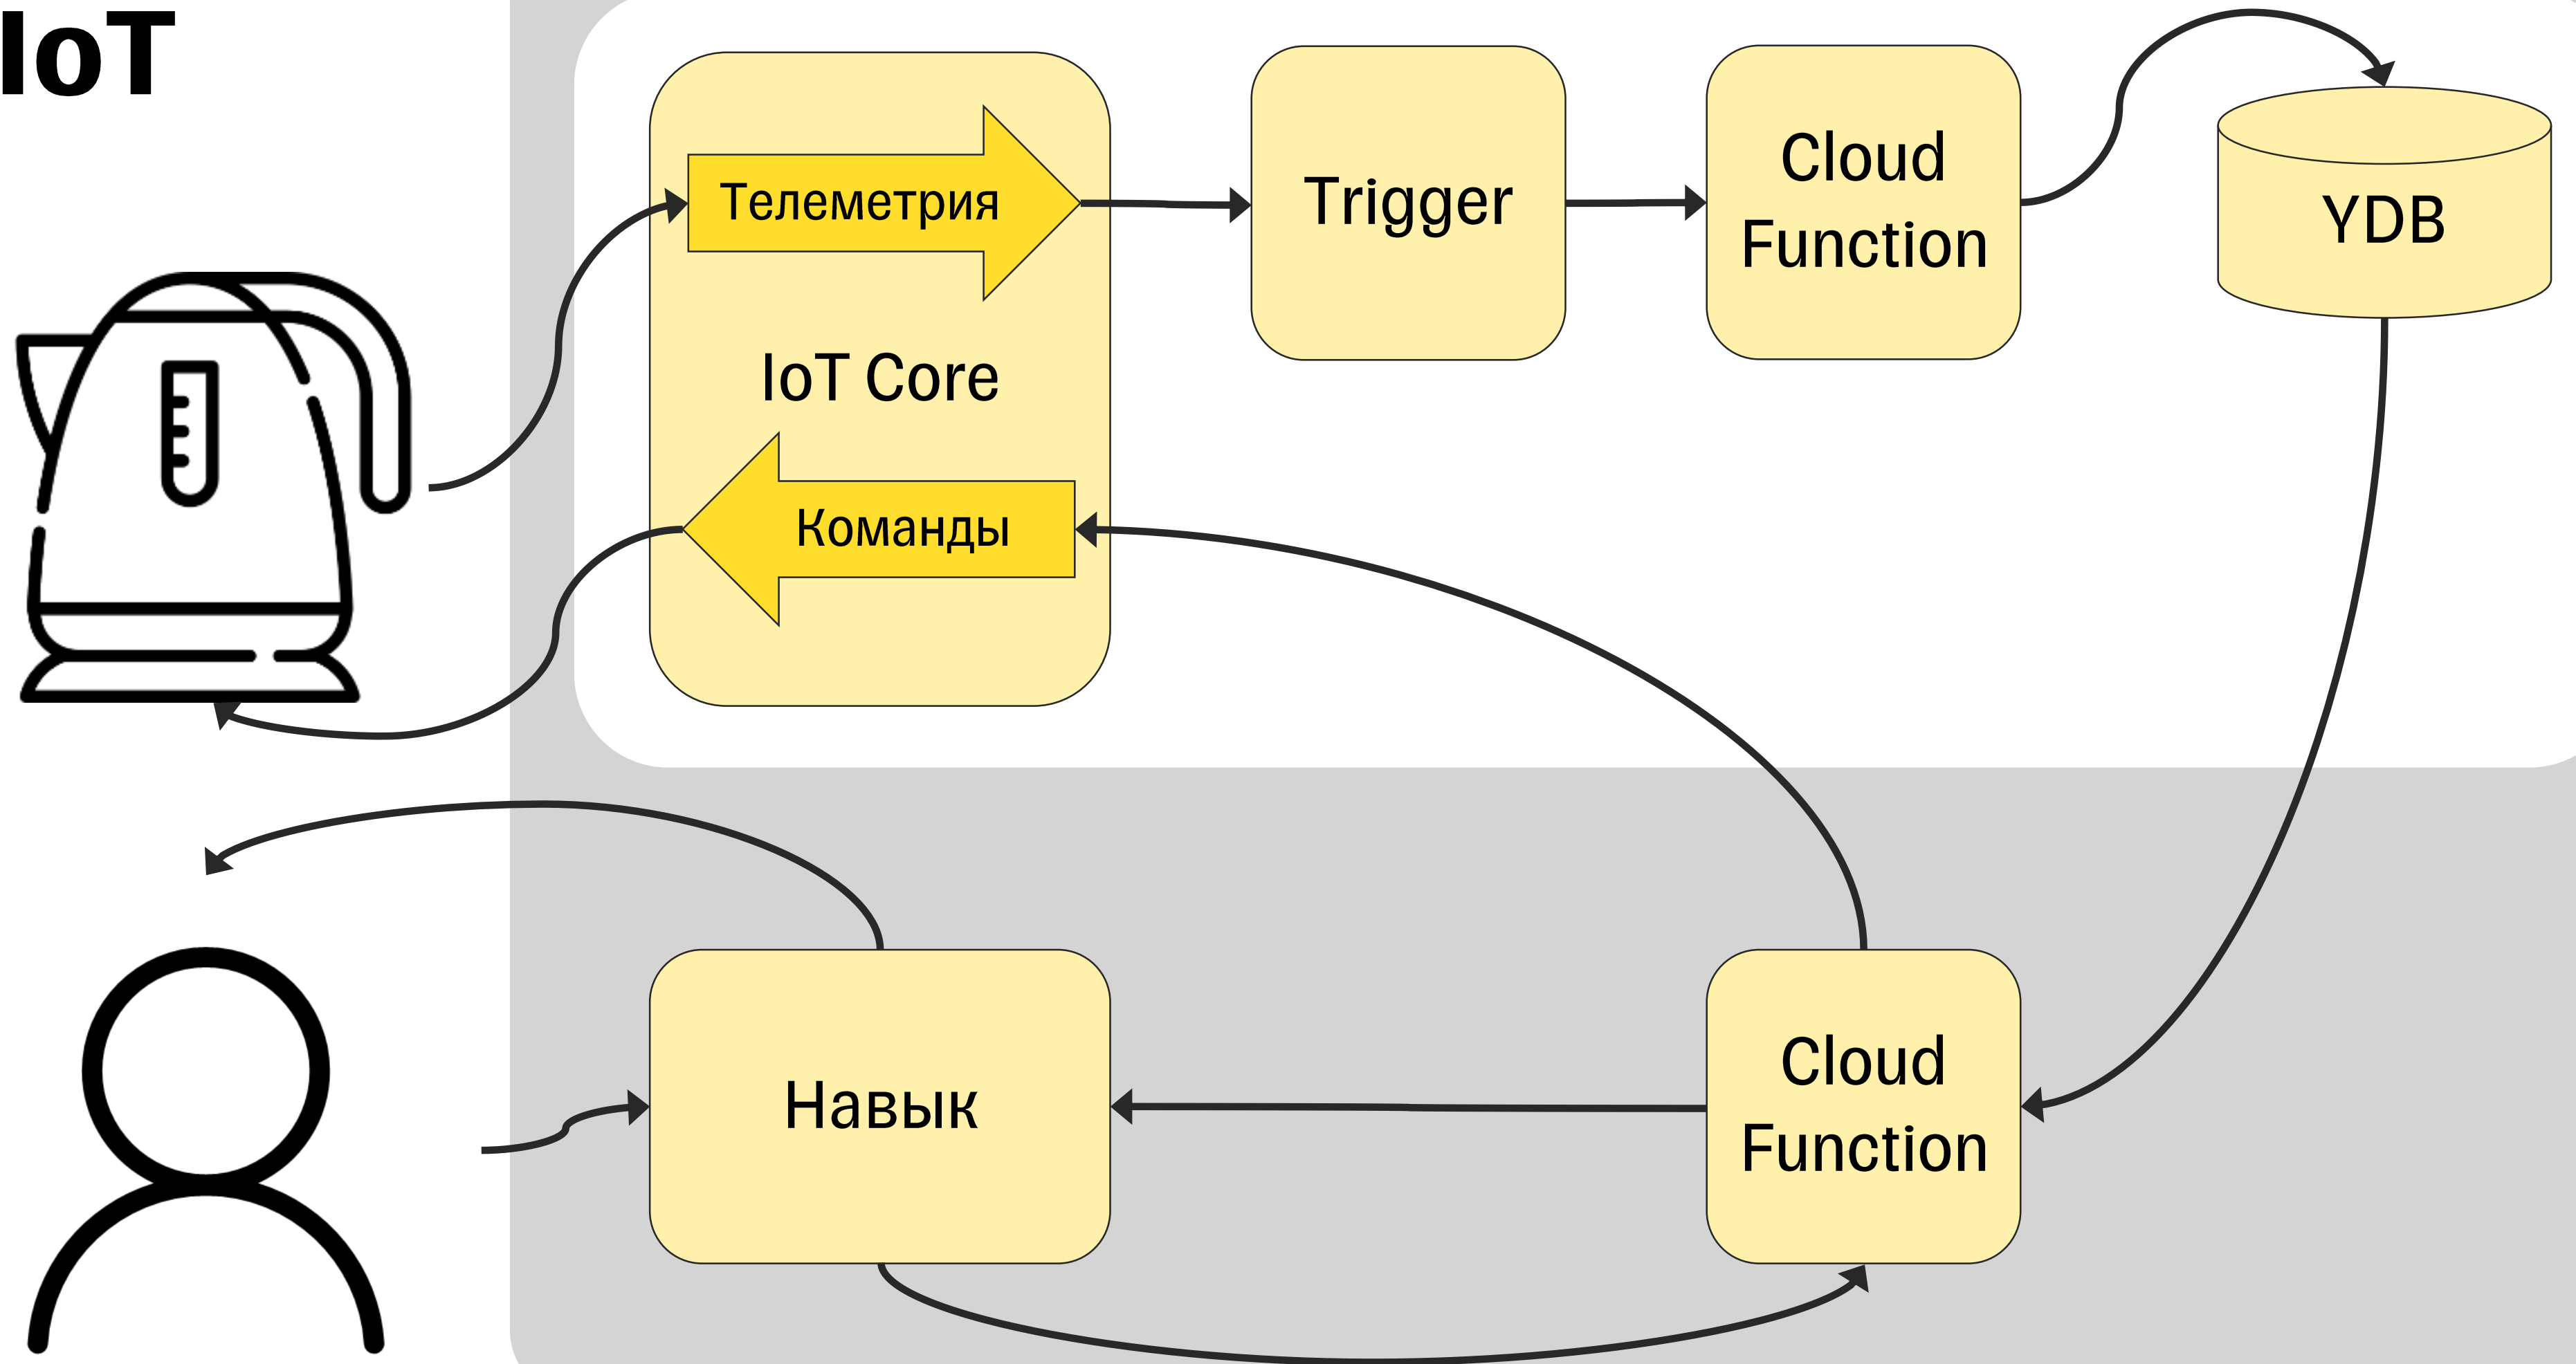 IoT
Телеметрия
IoT Core
Команды
Trigger
Cloud
Function
YDB
Навык
Cloud
Function